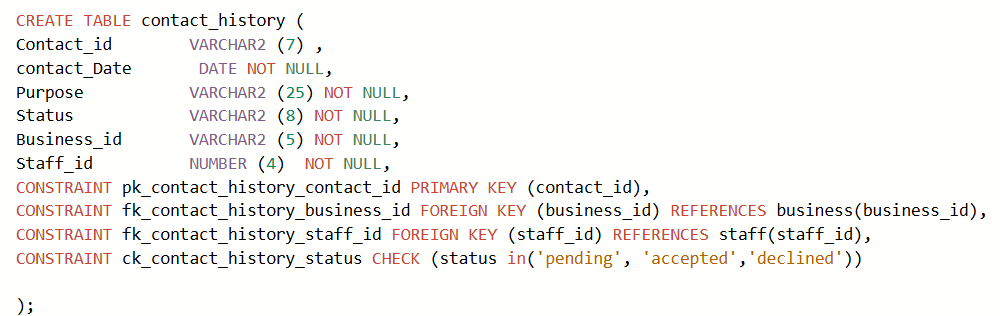 CREATE TABLE contact_history (
Contact_id VARCHAR2 (7) ,
contact_Date DATE NOT NULL,
Purpose VARCHAR2 (25) NOT NULL,
Status VARCHAR2 (8) NOT NULL,
Business_id VARCHAR2 (5) NOT NULL,
Staff_id NUMBER (4) NOT NULL,
CONSTRAINT pk_contact_history_contact_id PRIMARY KEY (contact_id),
CONSTRAINT fk_contact_history_business_id FOREIGN KEY (business_id) REFERENCES business(business_id),
CONSTRAINT fk_contact_history_staff_id FOREIGN KEY (staff_id) REFERENCES staff(staff_id),
CONSTRAINT ck_contact_history_status CHECK (status in('pending', 'accepted','declined'))
);